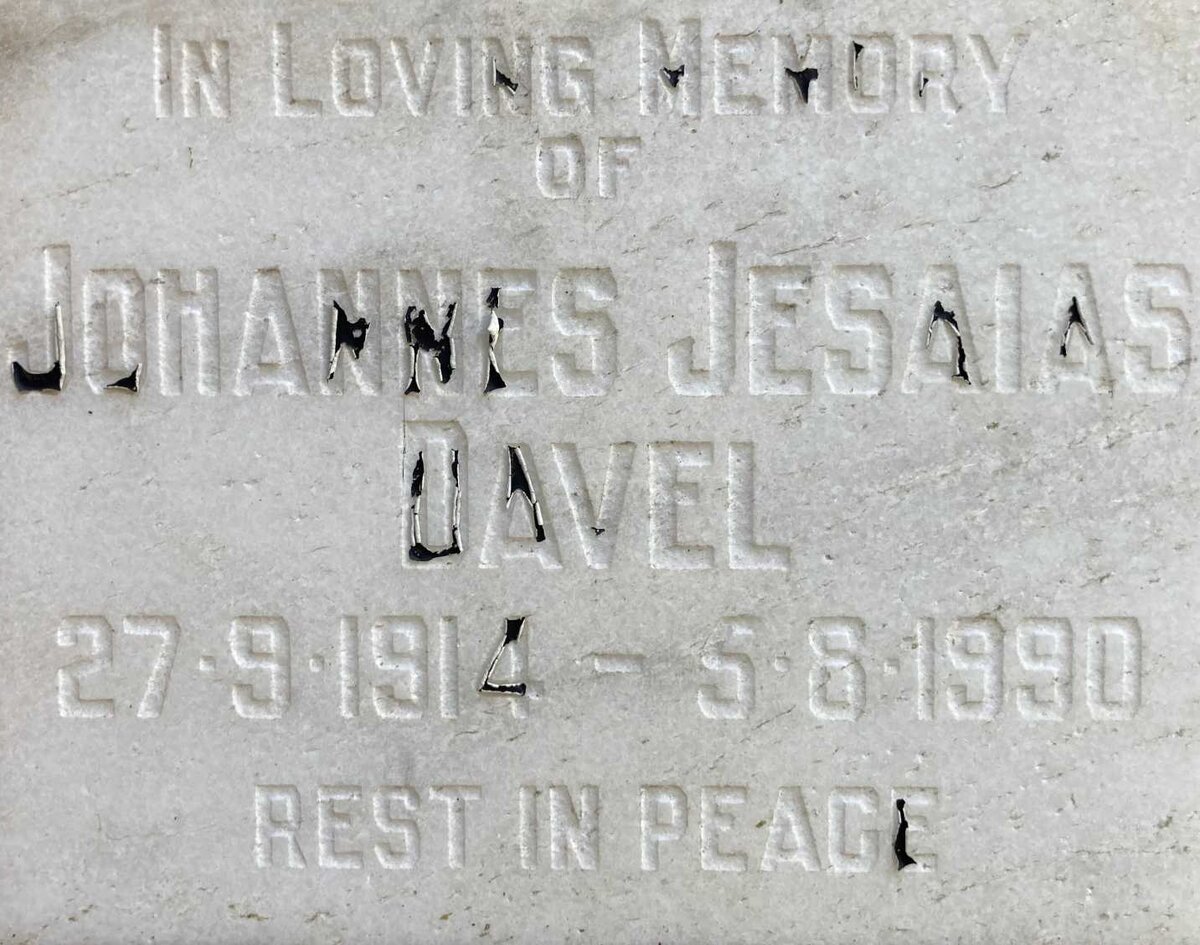 IN LOVING MEMORY
OF
JOHANNES JESAIAS
DAVEL
27·9·1914 – 5·8·1990
REST IN PEACE